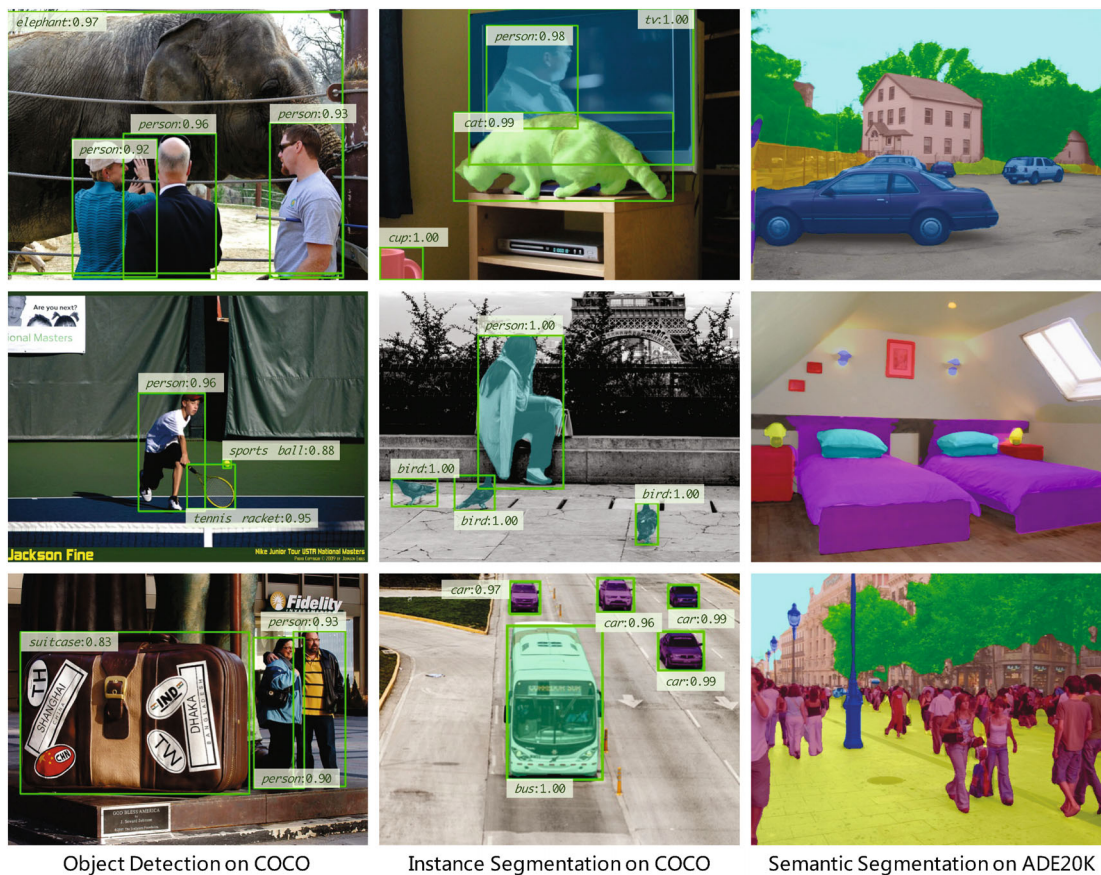 elephant:0.97
person:0.96
person:0.93
person:0.92
tv:1.00
person:0.98
cat:0.99
cup:1.00
Are you next?
ional Masters
person:0.96
sports ball:0.88
tennis racket:0.95
Jackson Fine
Nike Junior Tour USTA National Masters
person:1.00
bird:1.00
bird:1.00
bird:1.00
Fidelity
person:0.93
suitcase:0.83
TH
SHANGHAI
IND
DHAKA
BANGLADESH
TW
CHN
person:0.90
GOD BLESS AMERICA
car:0.97
car:0.96
car:0.99
car:0.99
bus:1.00
Object Detection on COCO
Instance Segmentation on COCO
Semantic Segmentation on ADE20K